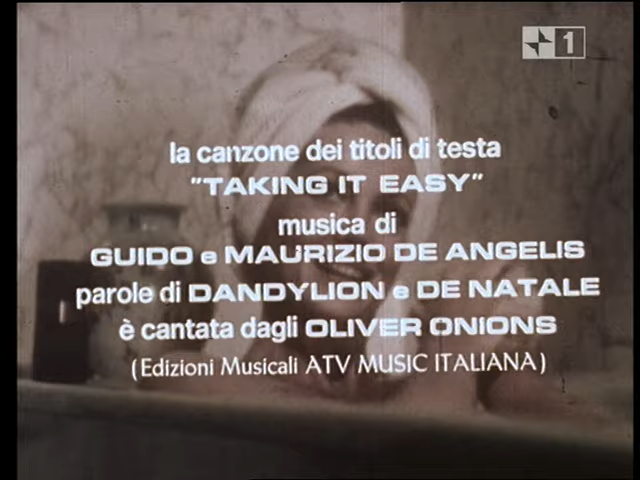 1
la canzone dei titoli di testa
"TAKING IT EASY"
musica di
GUIDO e MAURIZIO DE ANGELIS
parole di DANDYLION e DE NATALE
è cantata dagli OLIVER ONIONS
(Edizioni Musicali ATV MUSIC ITALIANA)